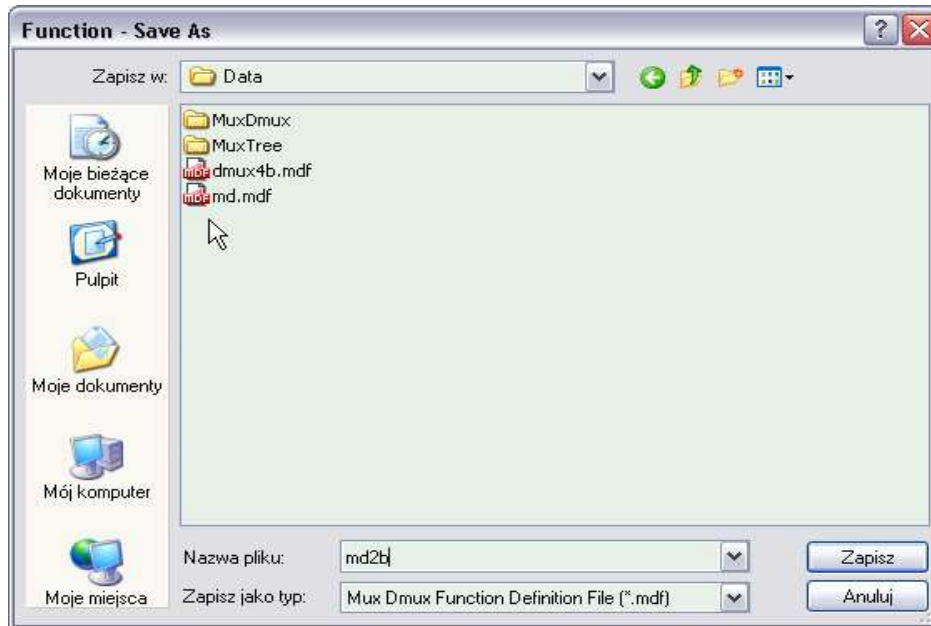 Function - Save As
Zapisz w:
Data
MuxDmux
MuxTree
dmux4b.mdf
md.mdf
Moje bieżące
dokumenty
Pulpit
Moje dokumenty
Mój komputer
Moje miejsca
Nazwa pliku:
md2b
Zapisz
Zapisz jako typ:
Mux Dmux Function Definition File (*.mdf)
Anuluj